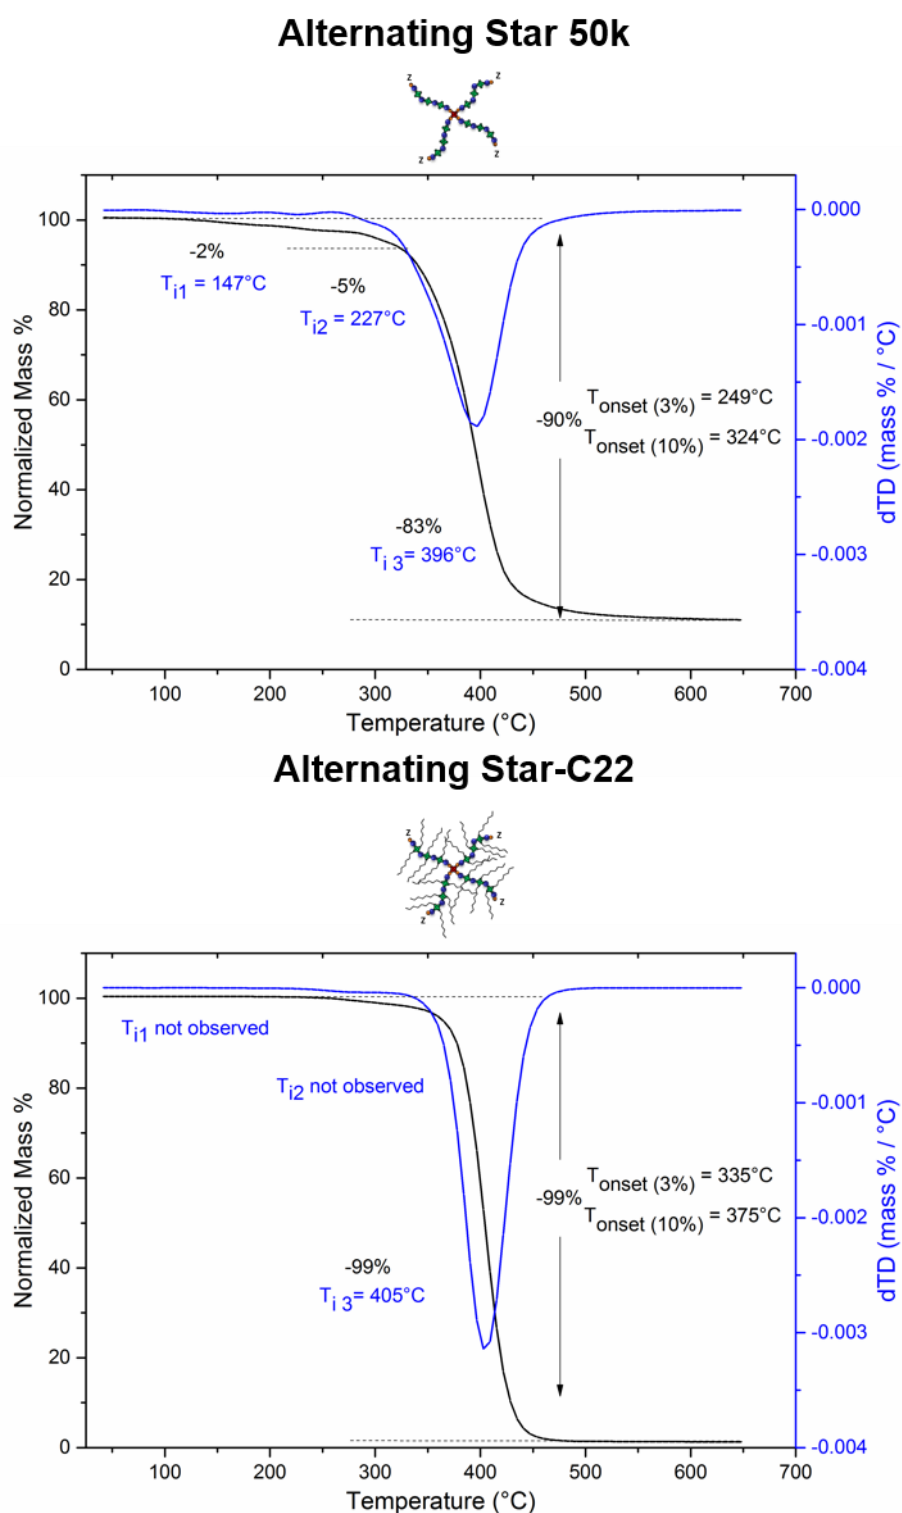 Alternating Star 50k
Z Z
Z Z
100
80
60
40
20
0
Normalized Mass %
-2%
Ti1 = 147°C
-5%
Ti2 = 227°C
-83%
Ti 3= 396°C
-90%
Tonset (3%) = 249°C
Tonset (10%) = 324°C
0.000
-0.001
-0.002
-0.003
-0.004
dTD (mass % / °C)
100 200 300 400 500 600 700
Temperature (°C)
Alternating Star-C22
Z Z
Z Z
100
80
60
40
20
0
Normalized Mass %
Ti1 not observed
Ti2 not observed
-99%
Ti 3= 405°C
-99%
Tonset (3%) = 335°C
Tonset (10%) = 375°C
0.000
-0.001
-0.002
-0.003
-0.004
dTD (mass % / °C)
100 200 300 400 500 600 700
Temperature (°C)